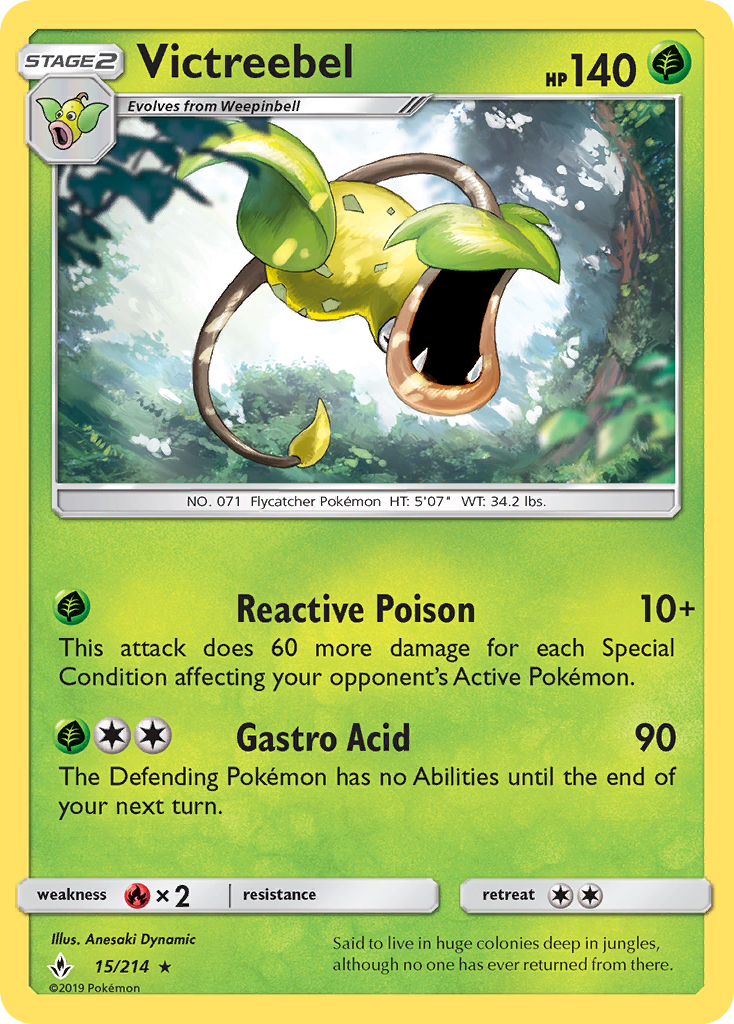 STAGE2
Victreebel
HP 140
Evolves from Weepinbell
NO. 071 Flycatcher Pokémon HT: 5'07" WT: 34.2 lbs.
Reactive Poison 10+
This attack does 60 more damage for each Special
Condition affecting your opponent's Active Pokémon.
Gastro Acid 90
The Defending Pokémon has no Abilities until the end of
your next turn.
weakness ×2 resistance retreat
Illus. Anesaki Dynamic
15/214 ★
©2019 Pokémon
Said to live in huge colonies deep in jungles,
although no one has ever returned from there.